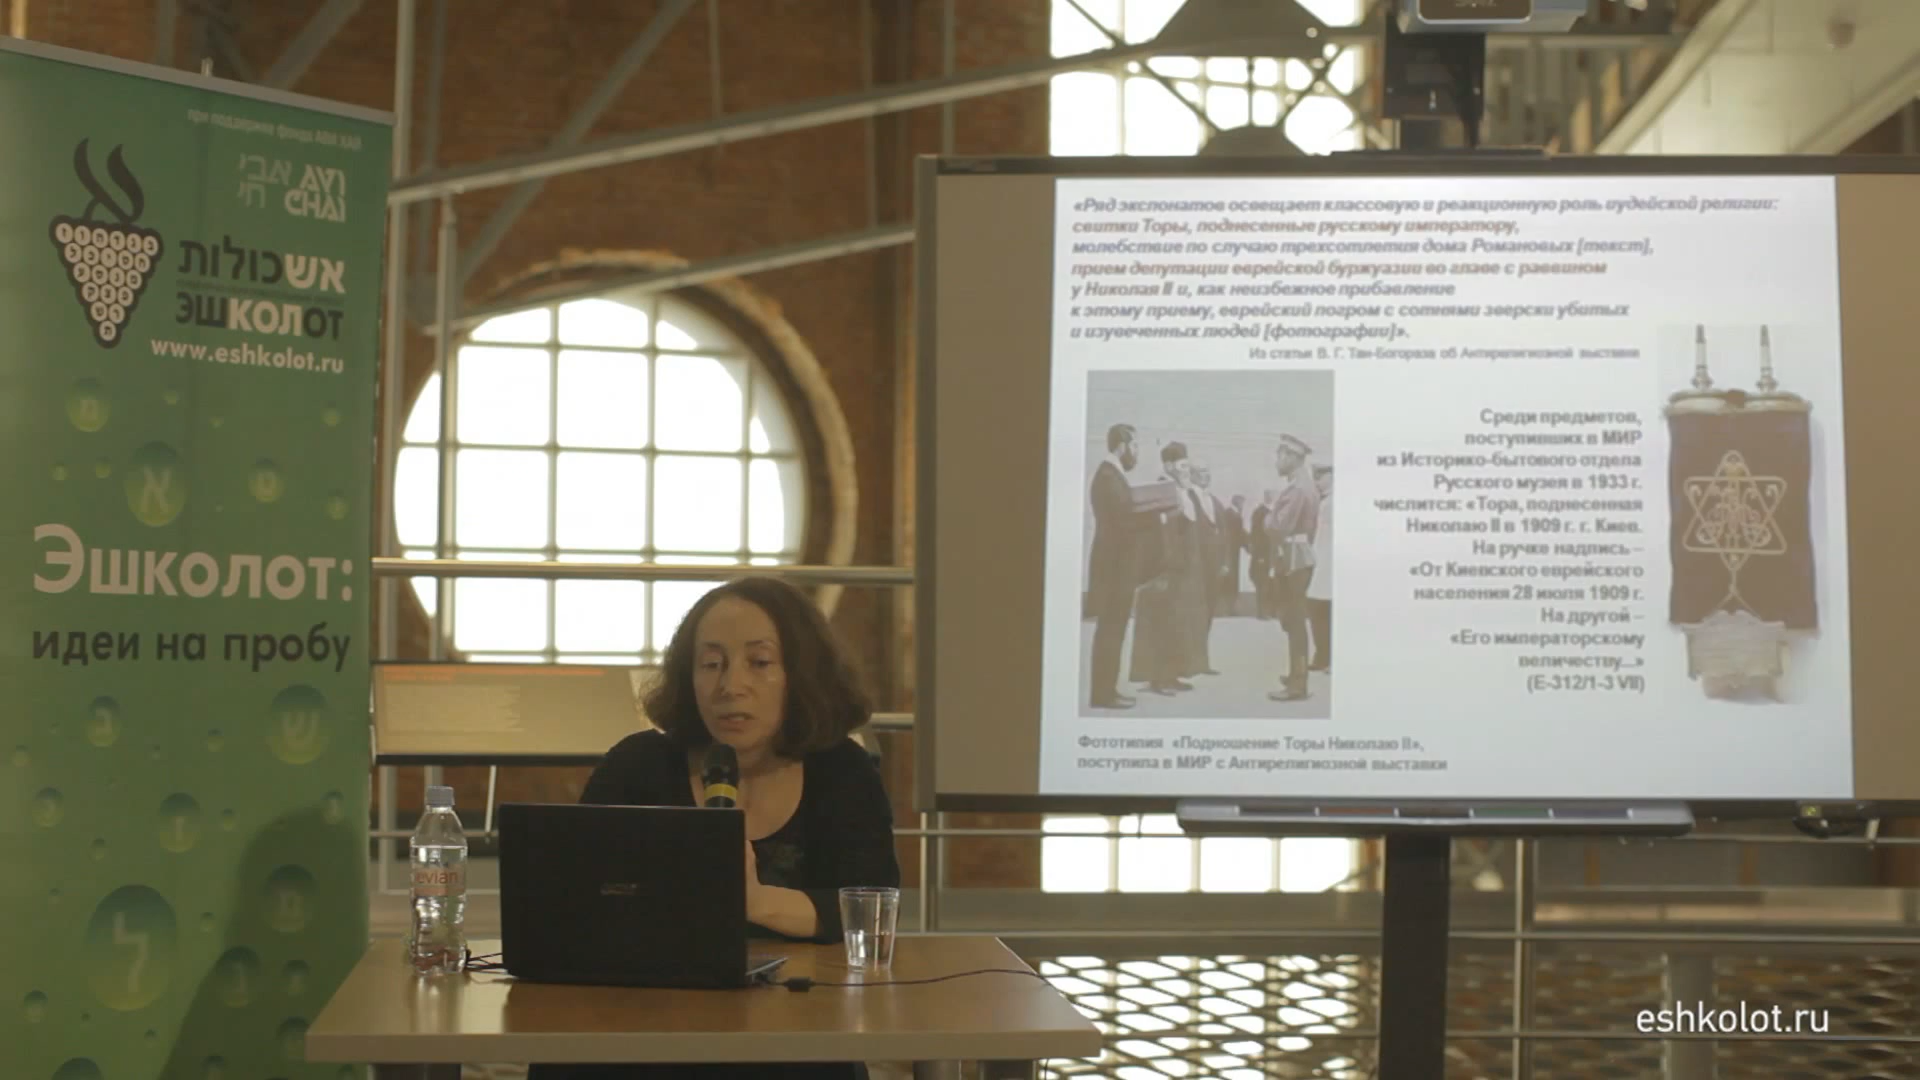 при поддержке фонда АВИ ХАЙ
אבי AVI
חי CHAI
אשכולות
ЭШКОЛОТ
www.eshkolot.ru
Эшколот:
идеи на пробу
«Ряд экспонатов освещает классовую и реакционную роль иудейской религии:
свитки Торы, поднесенные русскому императору,
молебствие по случаю трехсотлетия дома Романовых [текст],
прием депутации еврейской буржуазии во главе с раввином
у Николая II и, как неизбежное прибавление
к этому приему, еврейский погром с сотнями зверски убитых
и изувеченных людей [фотографии]».
Из статьи В. Г. Тан-Богораза об Антирелигиозной выставке
Среди предметов,
поступивших в МИР
из Историко-бытового отдела
Русского музея в 1933 г.
числится: «Тора, поднесенная
Николаю II в 1909 г. г. Киев.
На ручке надпись –
«От Киевского еврейского
населения 28 июля 1909 г.
На другой –
«Его императорскому
величеству...»
(Е-312/1-3 VII)
Фототипия «Подношение Торы Николаю II»,
поступила в МИР с Антирелигиозной выставки
evian
acer
eshkolot.ru